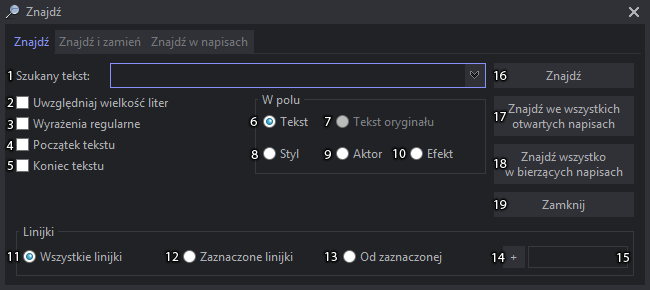 Znajdź
Znajdź Znajdź i zamień Znajdź w napisach
1 Szukany tekst:
16 Znajdź
2 Uwzględniaj wielkość liter
3 Wyrażenia regularne
4 Początek tekstu
5 Koniec tekstu
W polu
6 Tekst 7 Tekst oryginału
8 Styl 9 Aktor 10 Efekt
17 Znajdź we wszystkich
otwartych napisach
18 Znajdź wszystko
w bierzących napisach
19 Zamknij
Linijki
11 Wszystkie linijki 12 Zaznaczone linijki 13 Od zaznaczonej 14 + 15